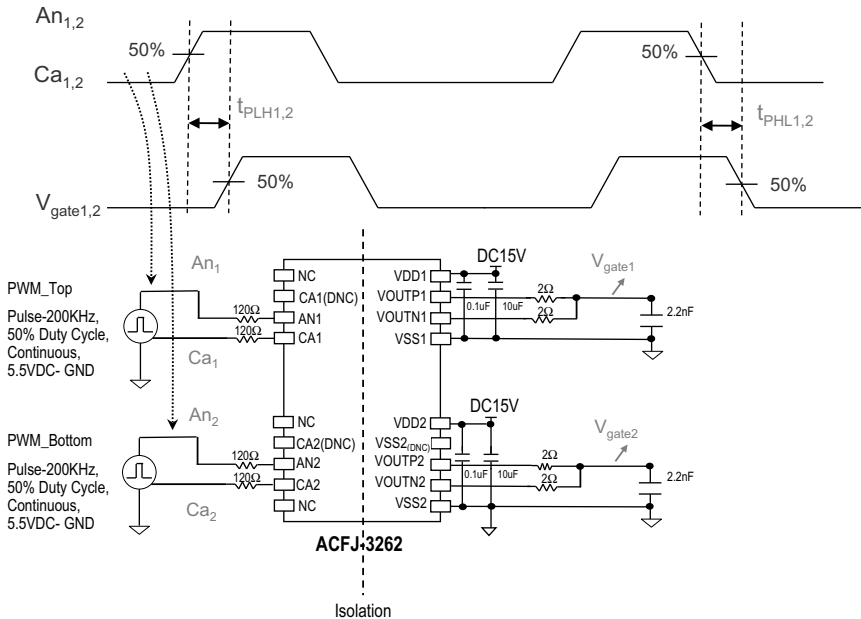 An1,2
50%
50%
Ca1,2
tPLH1,2
tPHL1,2
50%
50%
Vgate1,2
An1
PWM_Top
Pulse-200KHz,
50% Duty Cycle,
Continuous,
5.5VDC- GND
120Ω
120Ω
Ca1
NC
CA1(DNC)
AN1
CA1
VDD1
VOUTP1
VOUTN1
VSS1
DC15V
0.1uF
10uF
2Ω
2Ω
Vgate1
2.2nF
An2
PWM_Bottom
Pulse-200KHz,
50% Duty Cycle,
Continuous,
5.5VDC- GND
120Ω
120Ω
Ca2
NC
CA2(DNC)
AN2
CA2
NC
VDD2
VSS2(DNC)
VOUTP2
VOUTN2
VSS2
DC15V
0.1uF
10uF
2Ω
2Ω
Vgate2
2.2nF
ACFJ-3262
Isolation